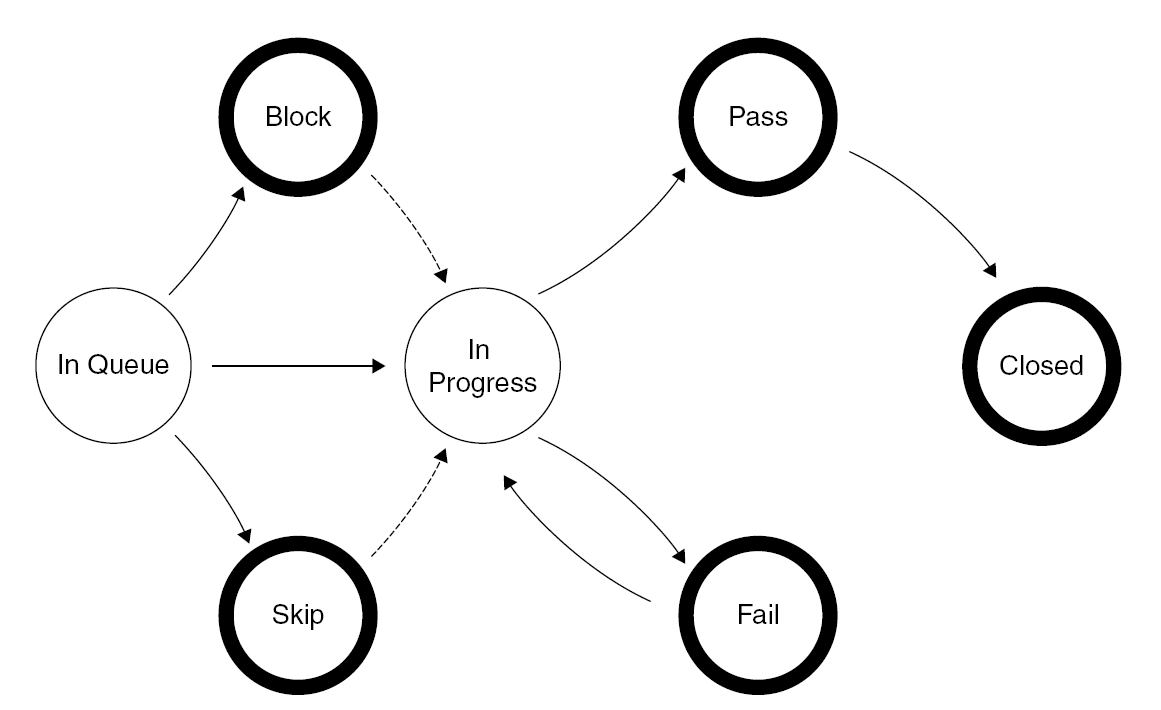 Block
Pass
In Queue
In
Progress
Closed
Skip
Fail